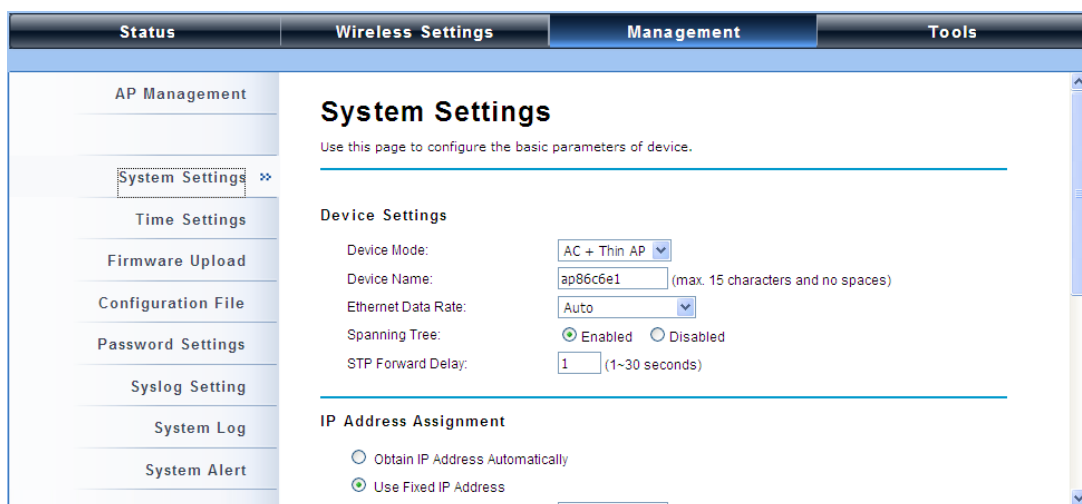 Status Wireless Settings Management Tools
AP Management
System Settings »
Time Settings
Firmware Upload
Configuration File
Password Settings
Syslog Setting
System Log
System Alert
System Settings
Use this page to configure the basic parameters of device.
Device Settings
Device Mode: AC + Thin AP
Device Name: ap86c6e1 (max. 15 characters and no spaces)
Ethernet Data Rate: Auto
Spanning Tree: Enabled Disabled
STP Forward Delay: 1 (1~30 seconds)
IP Address Assignment
Obtain IP Address Automatically
Use Fixed IP Address